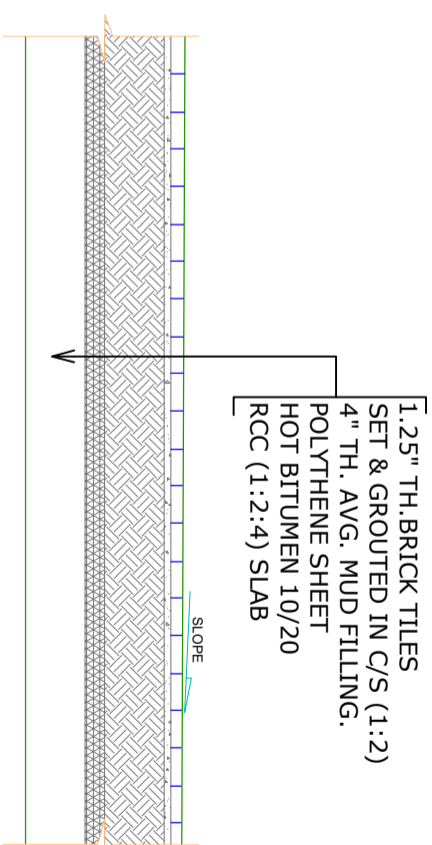 1.25" TH.BRICK TILES
SET & GROUTED IN C/S (1:2)
4" TH. AVG. MUD FILLING.
POLYTHENE SHEET
HOT BITUMEN 10/20
RCC (1:2:4) SLAB
SLOPE